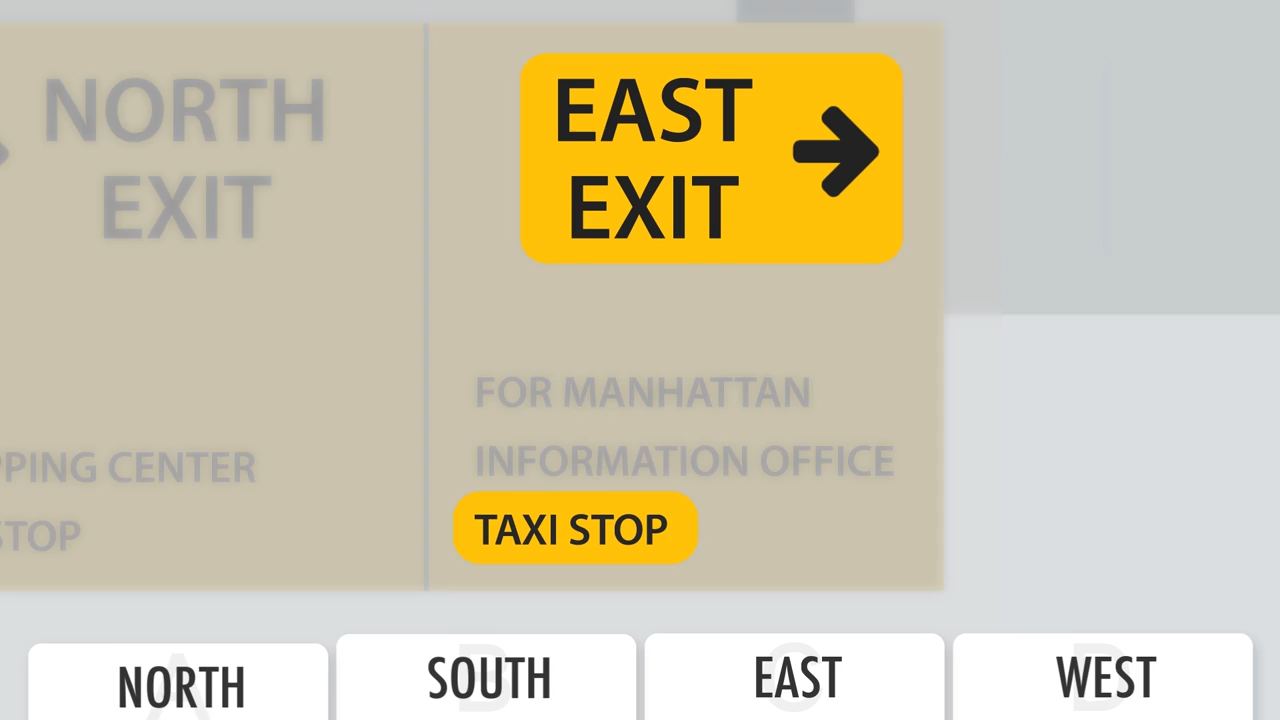 NORTH
EXIT
EAST
EXIT
PPING CENTER
STOP
FOR MANHATTAN
INFORMATION OFFICE
TAXI STOP
A
NORTH
B
SOUTH
C
EAST
D
WEST